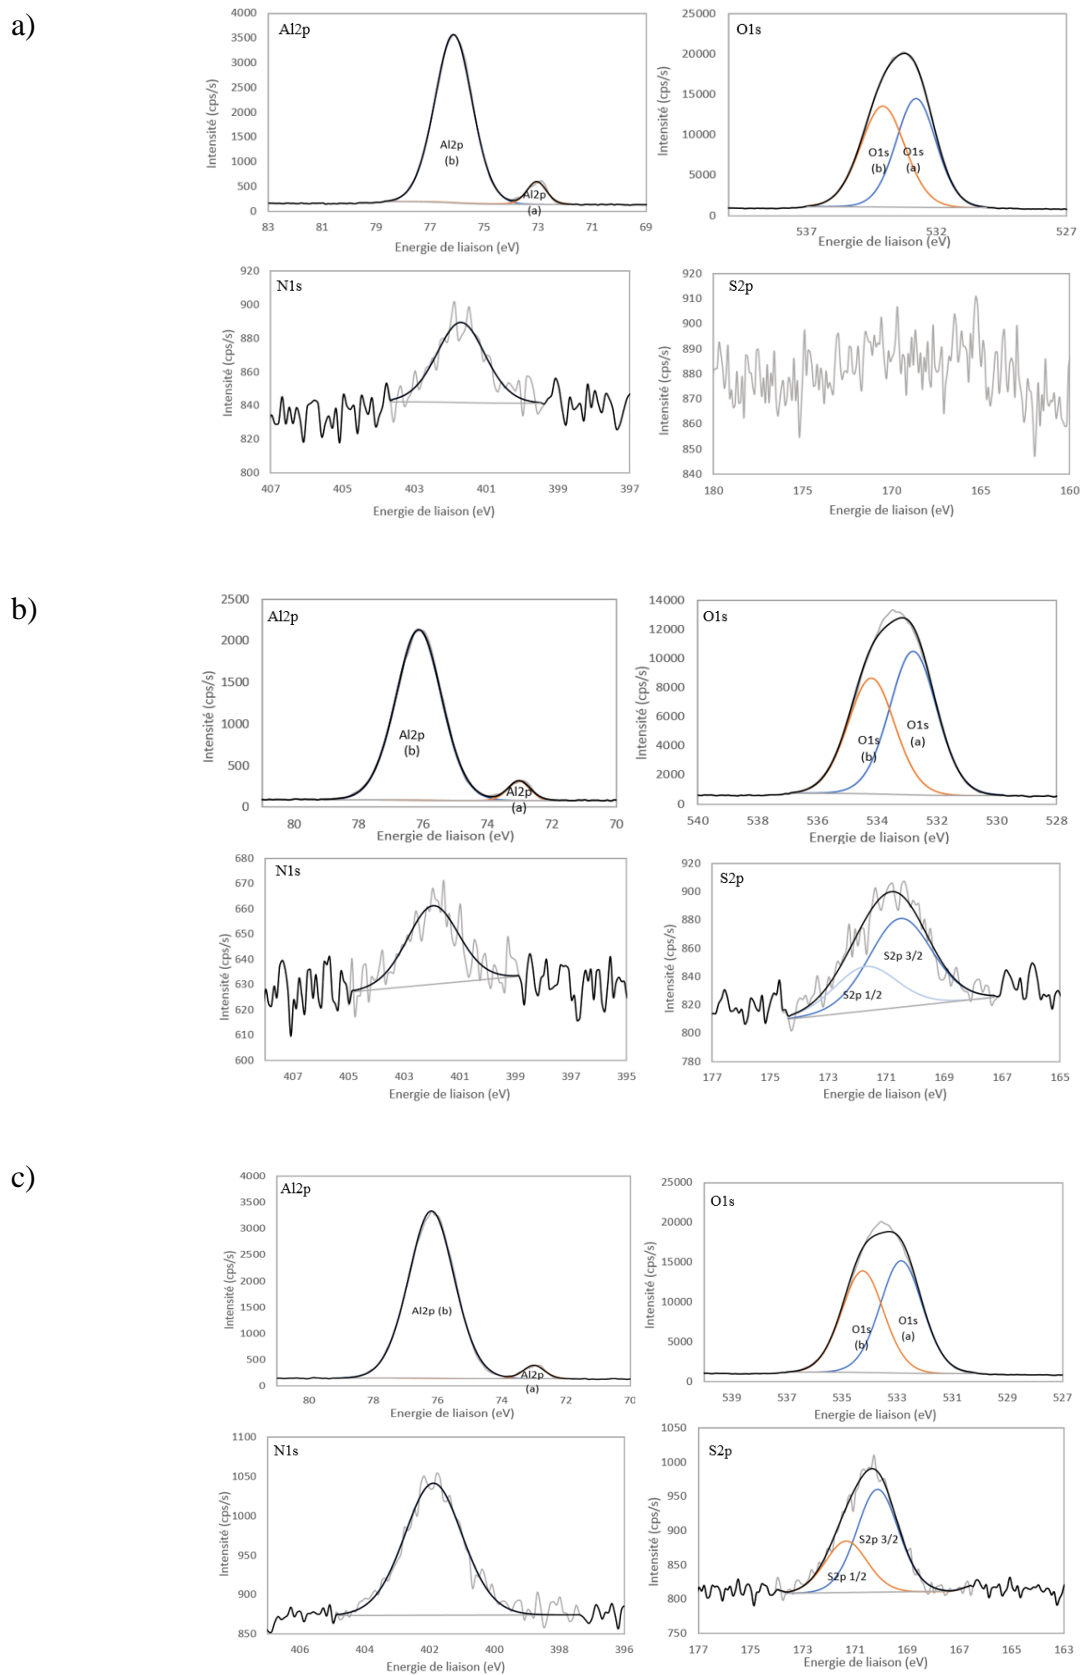 a)
Al2p
Intensité (cps/s)
4000
3500
3000
2500
2000
1500
1000
500
0
Al2p
(b)
Al2p
(a)
83 81 79 77 75 73 71 69
Energie de liaison (eV)
O1s
Intensité (cps/s)
25000
20000
15000
10000
5000
0
O1s
(b)
O1s
(a)
537 532 527
Energie de liaison (eV)
N1s
Intensité (cps/s)
920
900
880
860
840
820
800
407 405 403 401 399 397
Energie de liaison (eV)
S2p
Intensité (cps/s)
920
910
900
890
880
870
860
850
840
180 175 170 165 160
Energie de liaison (eV)
b)
Al2p
Intensité (cps/s)
2500
2000
1500
1000
500
0
Al2p
(b)
Al2p
(a)
80 78 76 74 72 70
Energie de liaison (eV)
O1s
Intensité (cps/s)
14000
12000
10000
8000
6000
4000
2000
0
O1s
(b)
O1s
(a)
540 538 536 534 532 530 528
Energie de liaison (eV)
N1s
Intensité (cps/s)
680
670
660
650
640
630
620
610
600
407 405 403 401 399 397 395
Energie de liaison (eV)
S2p
Intensité (cps/s)
920
900
880
860
840
820
800
780
S2p 3/2
S2p 1/2
177 175 173 171 169 167 165
Energie de liaison (eV)
c)
Al2p
Intensité (cps/s)
4000
3500
3000
2500
2000
1500
1000
500
0
Al2p (b)
Al2p
(a)
80 78 76 74 72 70
Energie de liaison (eV)
O1s
Intensité (cps/s)
25000
20000
15000
10000
5000
0
O1s
(b)
O1s
(a)
539 537 535 533 531 529 527
Energie de liaison (eV)
N1s
Intensité (cps/s)
1100
1050
1000
950
900
850
406 404 402 400 398 396
Energie de liaison (eV)
S2p
Intensité (cps/s)
1050
1000
950
900
850
800
750
S2p 3/2
S2p 1/2
177 175 173 171 169 167 165 163
Energie de liaison (eV)